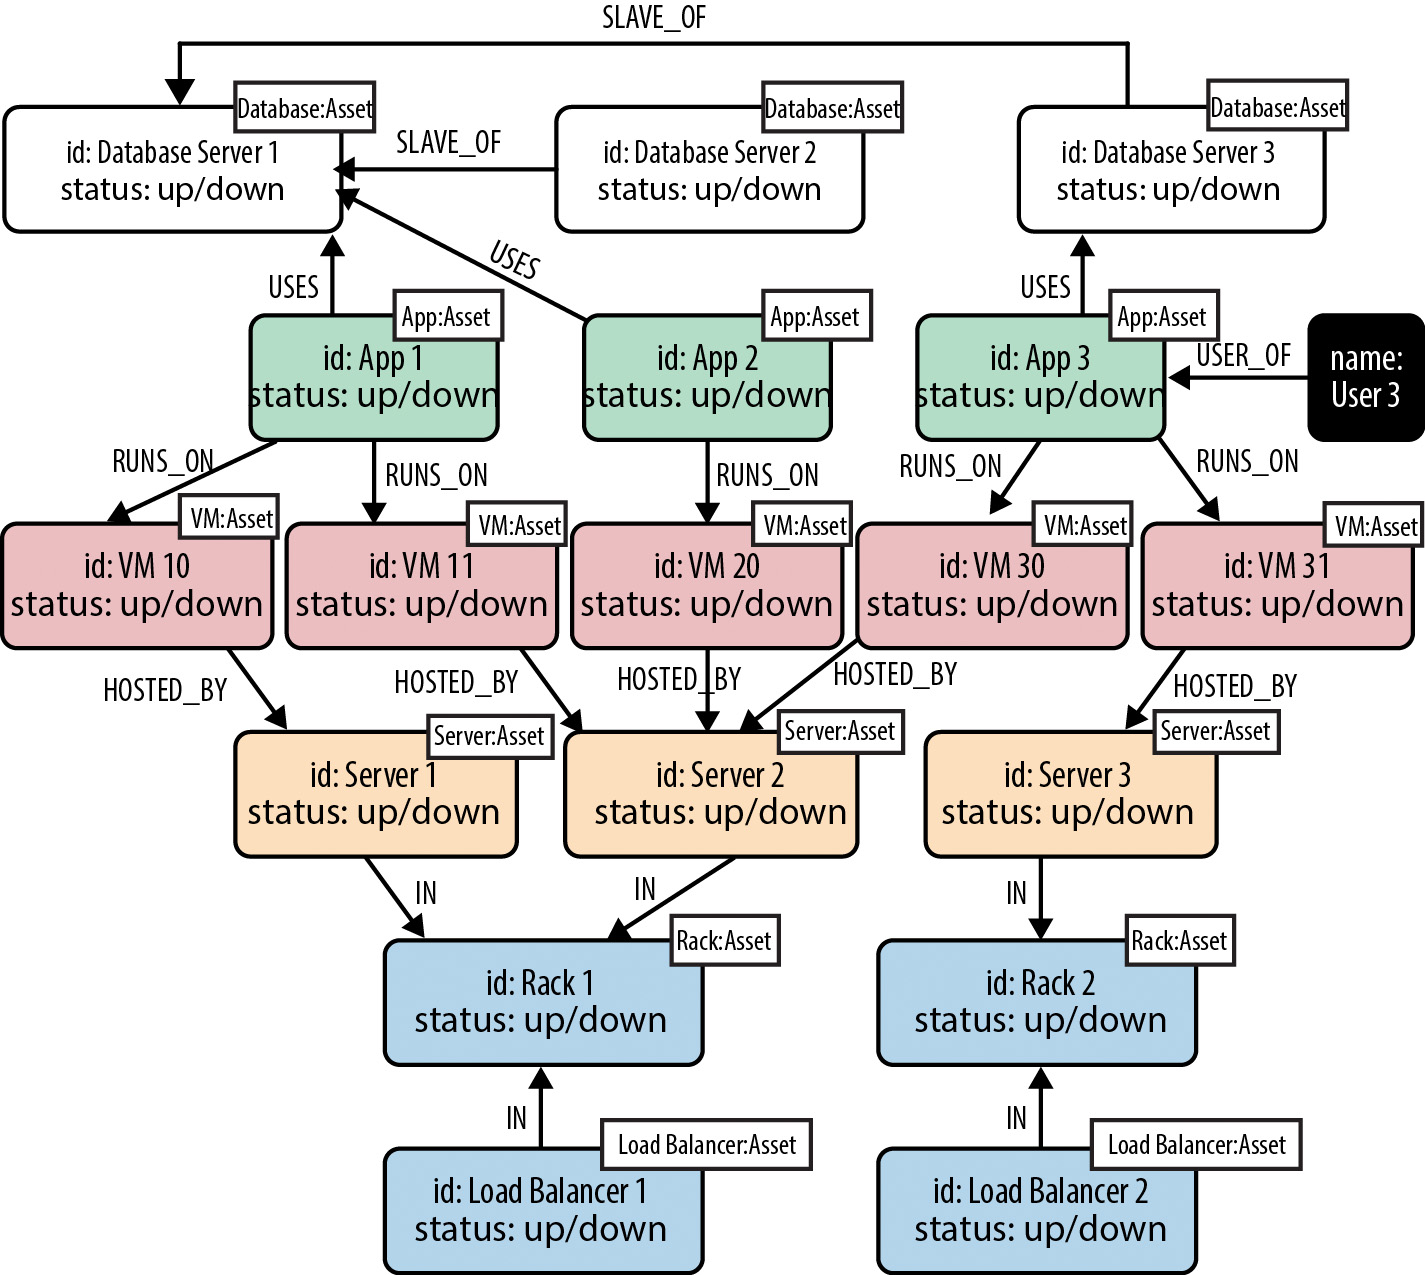 SLAVE_OF
Database:Asset
Database:Asset
Database:Asset
id: Database Server 1
status: up/down
SLAVE_OF
id: Database Server 2
status: up/down
id: Database Server 3
status: up/down
USES
USES
USES
App:Asset
App:Asset
App:Asset
id: App 1
status: up/down
id: App 2
status: up/down
id: App 3
status: up/down
USER_OF
name:
User 3
RUNS_ON
RUNS_ON
RUNS_ON
RUNS_ON
RUNS_ON
VM:Asset
VM:Asset
VM:Asset
VM:Asset
VM:Asset
id: VM 10
status: up/down
id: VM 11
status: up/down
id: VM 20
status: up/down
id: VM 30
status: up/down
id: VM 31
status: up/down
HOSTED_BY
HOSTED_BY
HOSTED_BY
HOSTED_BY
HOSTED_BY
Server:Asset
Server:Asset
Server:Asset
id: Server 1
status: up/down
id: Server 2
status: up/down
id: Server 3
status: up/down
IN
IN
IN
Rack:Asset
Rack:Asset
id: Rack 1
status: up/down
id: Rack 2
status: up/down
IN
IN
Load Balancer:Asset
Load Balancer:Asset
id: Load Balancer 1
status: up/down
id: Load Balancer 2
status: up/down